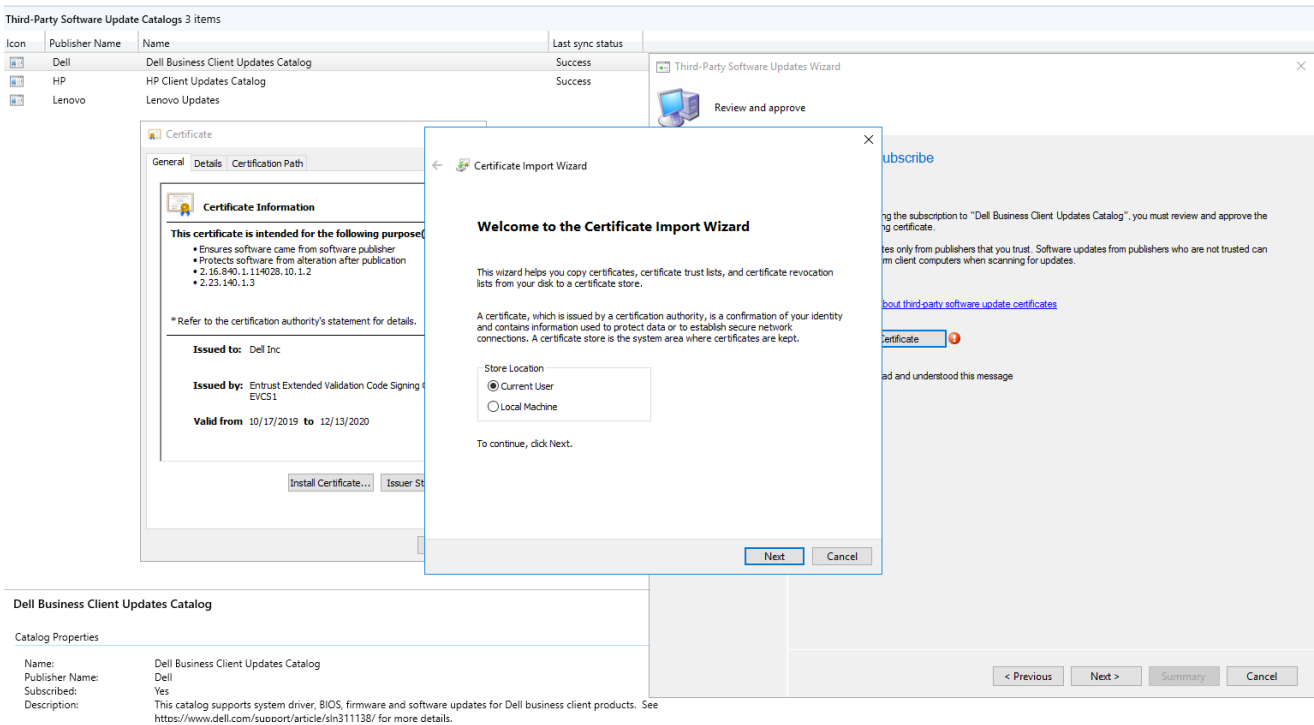 Third-Party Software Update Catalogs 3 items
Icon Publisher Name Name Last sync status
Dell Dell Business Client Updates Catalog Success
HP HP Client Updates Catalog Success
Lenovo Lenovo Updates
Third-Party Software Updates Wizard
Review and approve
ubscribe
ng the subscription to "Dell Business Client Updates Catalog", you must review and approve the
ng certificate.
tes only from publishers that you trust. Software updates from publishers who are not trusted can
rm client computers when scanning for updates.
bout third-party software update certificates
Certificate
ad and understood this message
< Previous Next > Summary Cancel
Certificate
General Details Certification Path
Certificate Information
This certificate is intended for the following purpose(
• Ensures software came from software publisher
• Protects software from alteration after publication
• 2.16.840.1.114028.10.1.2
• 2.23.140.1.3
* Refer to the certification authority's statement for details.
Issued to: Dell Inc
Issued by: Entrust Extended Validation Code Signing
EVCS1
Valid from 10/17/2019 to 12/13/2020
Install Certificate... Issuer St
Certificate Import Wizard
Welcome to the Certificate Import Wizard
This wizard helps you copy certificates, certificate trust lists, and certificate revocation
lists from your disk to a certificate store.
A certificate, which is issued by a certification authority, is a confirmation of your identity
and contains information used to protect data or to establish secure network
connections. A certificate store is the system area where certificates are kept.
Store Location
Current User
Local Machine
To continue, click Next.
Next Cancel
Dell Business Client Updates Catalog
Catalog Properties
Name: Dell Business Client Updates Catalog
Publisher Name: Dell
Subscribed: Yes
Description: This catalog supports system driver, BIOS, firmware and software updates for Dell business client products. See
https://www.dell.com/support/article/sln311138/ for more details.